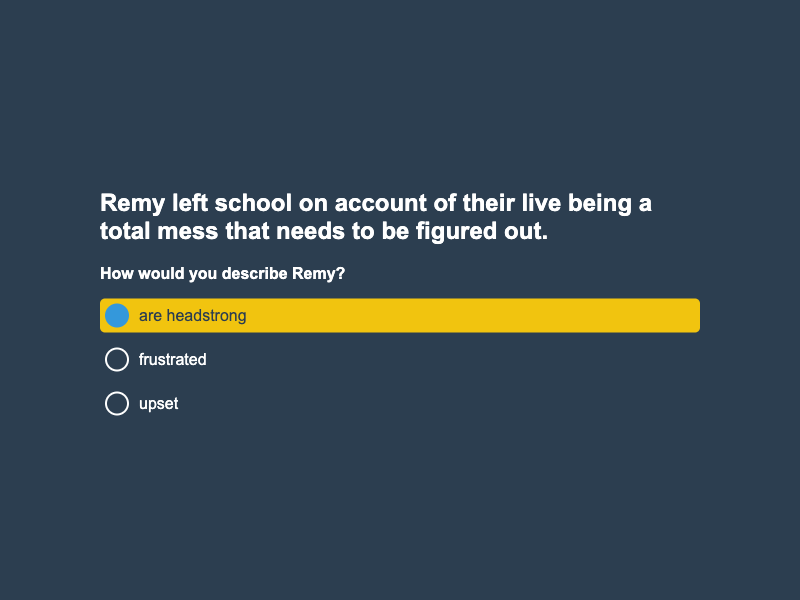 Remy left school on account of their live being a
total mess that needs to be figured out.
How would you describe Remy?
are headstrong
frustrated
upset